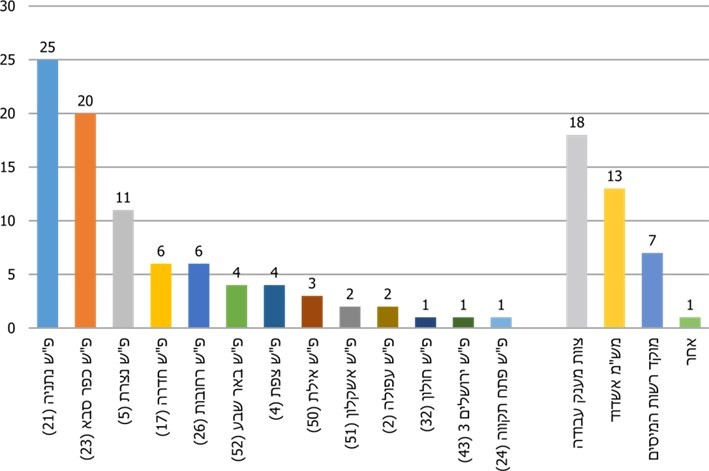 30
25
20
15
10
5
0
25
20
11
6
6
4
4
3
2
2
1
1
1
18
13
7
1
פ"ש נתניה (21)
פ"ש כפר סבא (23)
פ"ש נצרת (5)
פ"ש חדרה (17)
פ"ש רחובות (26)
פ"ש באר שבע (52)
פ"ש צפת (4)
פ"ש אילת (50)
פ"ש אשקלון (51)
פ"ש עפולה (2)
פ"ש חולון (32)
פ"ש ירושלים 3 (43)
פ"ש פתח תקווה (24)
צוות מענק עבודה
מש"מ אשדוד
מוקד רשות המיסים
אחר